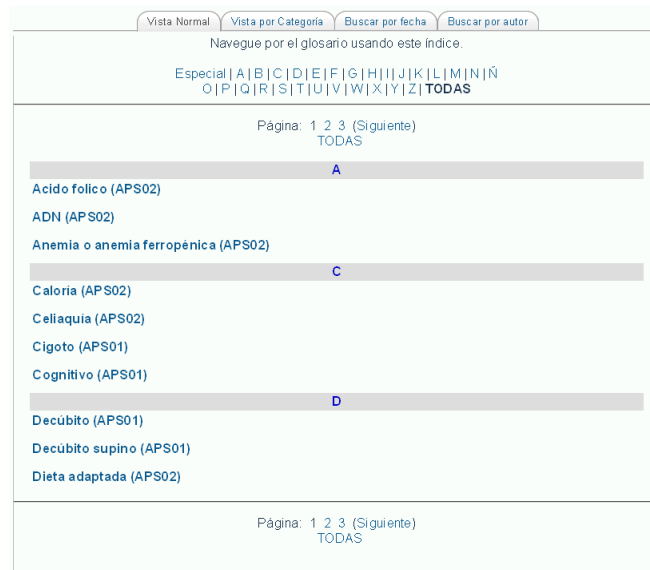 Vista Normal Vista por Categoría Buscar por fecha Buscar por autor
Navegue por el glosario usando este índice.
Especial | A | B | C | D | E | F | G | H | I | J | K | L | M | N | Ñ
O | P | Q | R | S | T | U | V | W | X | Y | Z | TODAS
Página: 1 2 3 (Siguiente)
TODAS
A
Acido folico (APS02)
ADN (APS02)
Anemia o anemia ferropénica (APS02)
C
Caloría (APS02)
Celiaquía (APS02)
Cigoto (APS01)
Cognitivo (APS01)
D
Decúbito (APS01)
Decúbito supino (APS01)
Dieta adaptada (APS02)
Página: 1 2 3 (Siguiente)
TODAS